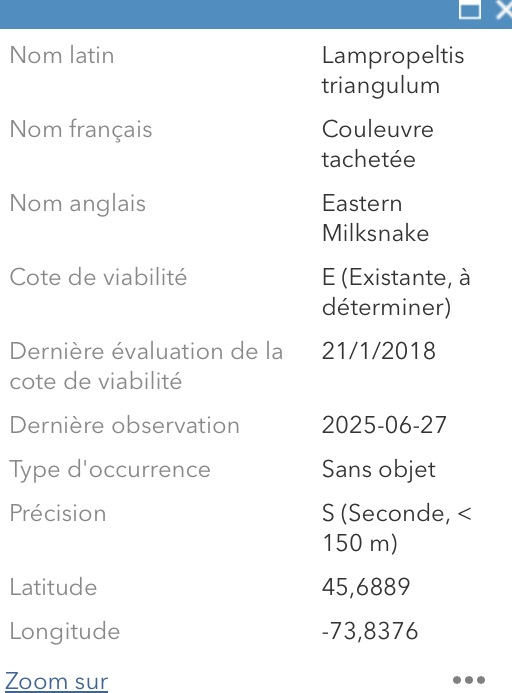 Nom latin Lampropeltis
triangulum
Nom français Couleuvre
tachetée
Nom anglais Eastern
Milksnake
Cote de viabilité E (Existante, à
déterminer)
Dernière évaluation de la 21/1/2018
cote de viabilité
Dernière observation 2025-06-27
Type d'occurrence Sans objet
Précision S (Seconde, <
150 m)
Latitude 45,6889
Longitude -73,8376
Zoom sur •••